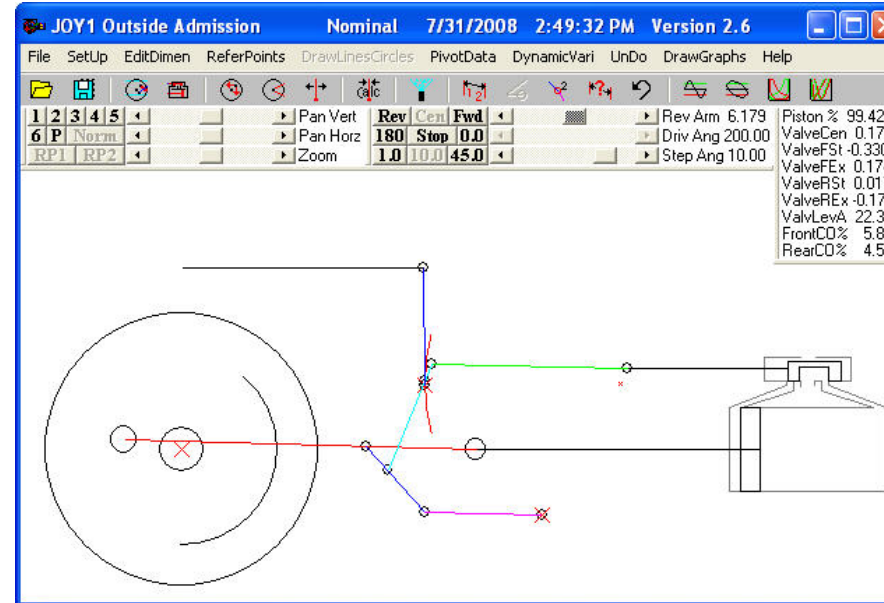 JOY1 Outside Admission Nominal 7/31/2008 2:49:32 PM Version 2.6
File SetUp EditDimen ReferPoints DrawLinesCircles PivotData DynamicVari UnDo DrawGraphs Help
calc
1 2 3 4 5 Pan Vert Rev Cen Fwd Rev Arm 6.179 Piston % 99.42
6 P Norm Pan Horz 180 Stop 0.0 Driv Ang 200.00 ValveCen 0.17
RP1 RP2 Zoom 1.0 10.0 45.0 Step Ang 10.00 ValveFSt -0.330
ValveFEx 0.17
ValveRSt 0.01
ValveREx -0.17
ValvLevA 22.3
FrontCO% 5.8
RearCO% 4.5